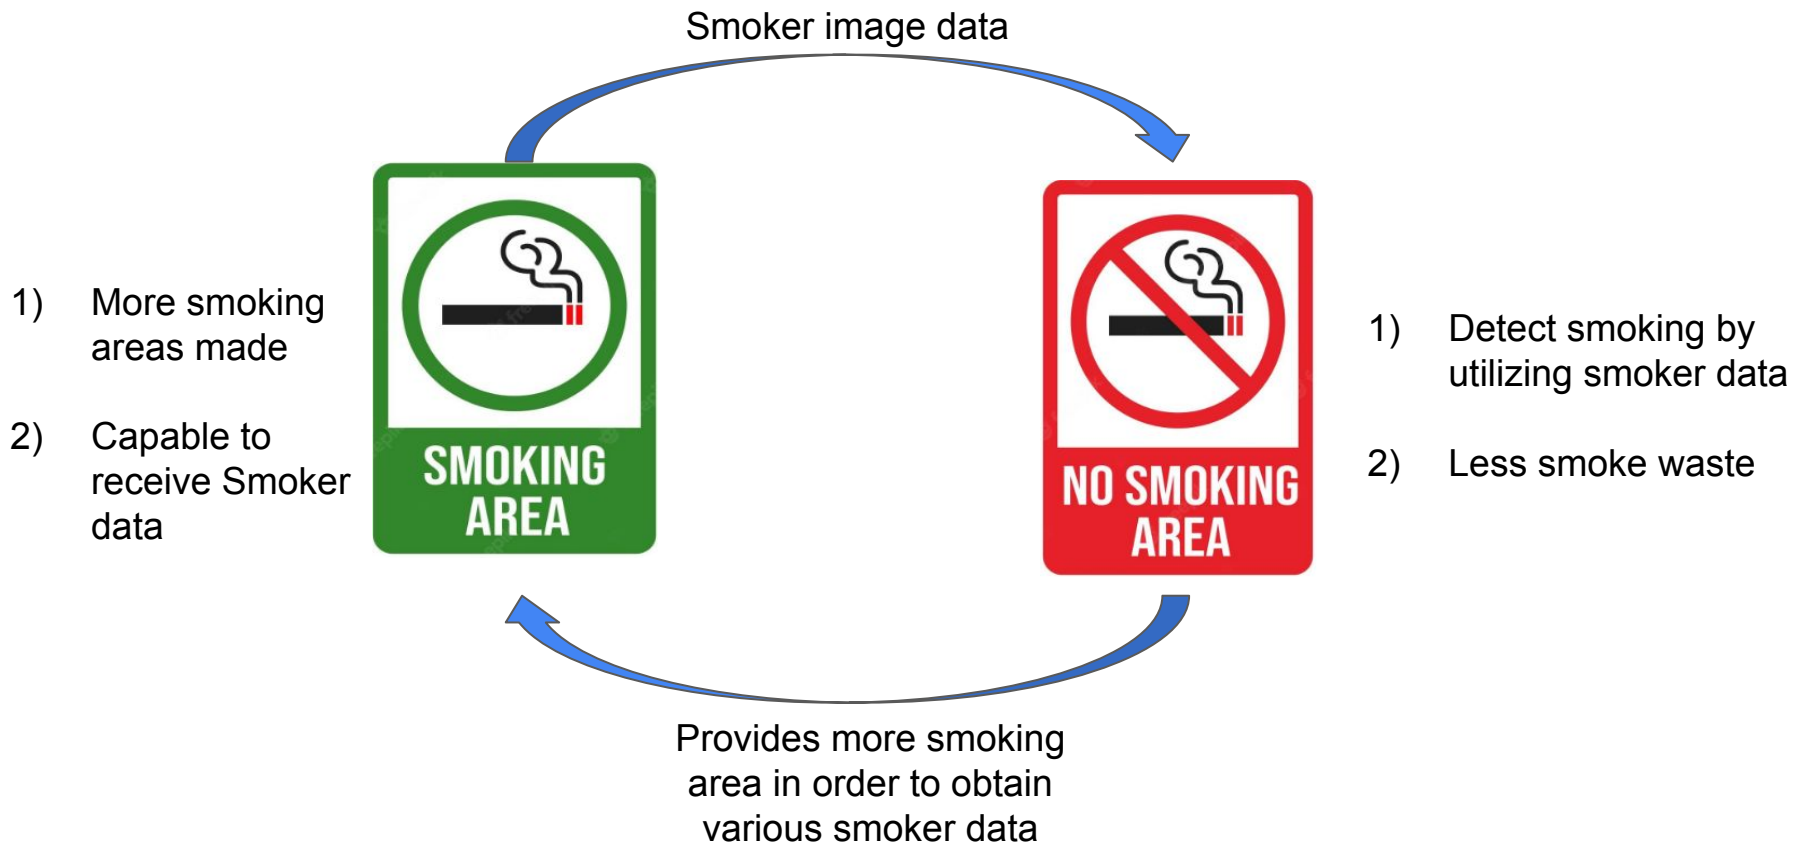 Smoker image data
1) More smoking
areas made
2) Capable to
receive Smoker
data
SMOKING
AREA
NO SMOKING
AREA
1) Detect smoking by
utilizing smoker data
2) Less smoke waste
Provides more smoking
area in order to obtain
various smoker data